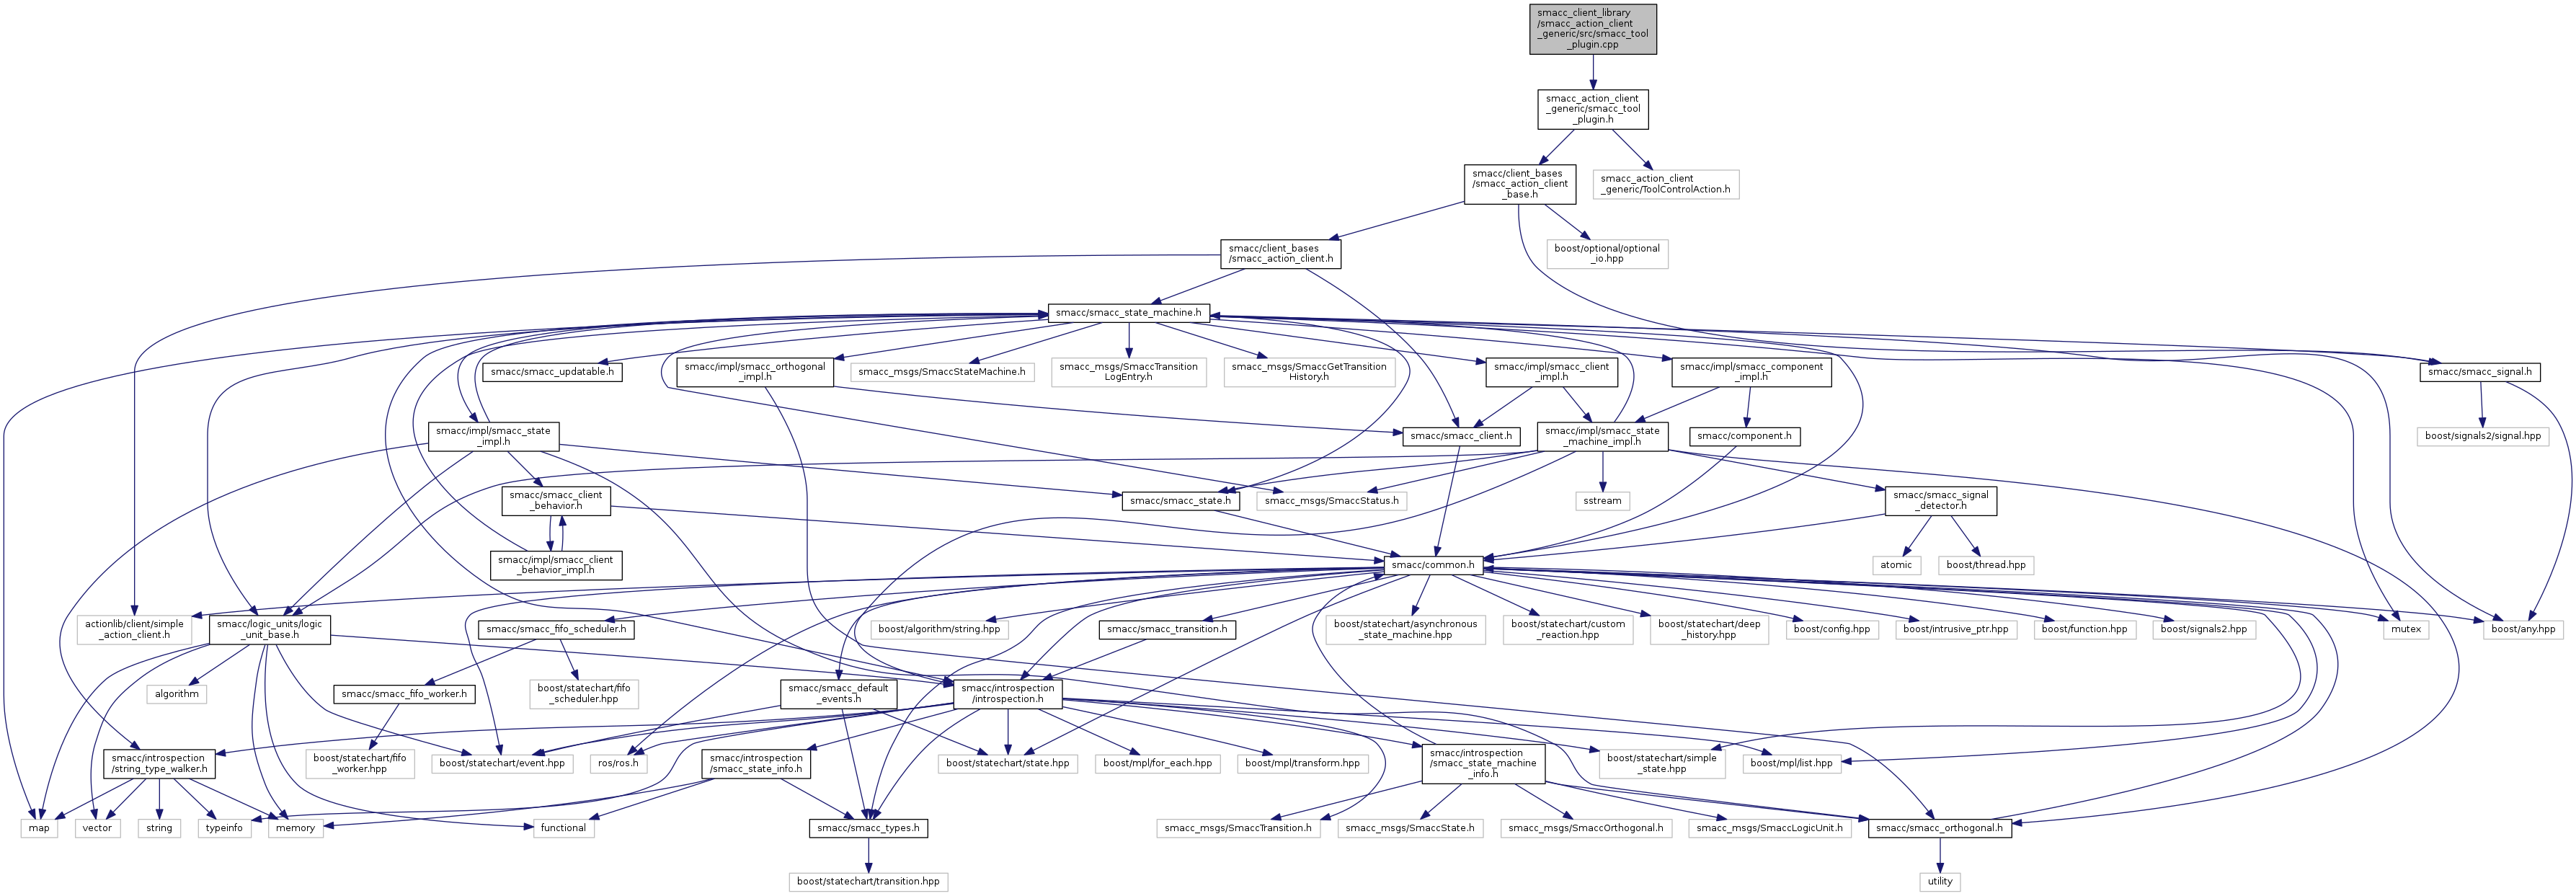 smacc_client_library
/smacc_action_client
_generic/src/smacc_tool
_plugin.cpp
smacc_action_client
_generic/smacc_tool
_plugin.h
smacc/client_bases
/smacc_action_client
_base.h
smacc_action_client
_generic/ToolControlAction.h
smacc/client_bases
/smacc_action_client.h
boost/optional/optional
_io.hpp
smacc/smacc_state_machine.h
smacc/smacc_updatable.h
smacc/impl/smacc_orthogonal
_impl.h
smacc_msgs/SmaccStateMachine.h
smacc_msgs/SmaccTransition
LogEntry.h
smacc_msgs/SmaccGetTransition
History.h
smacc/impl/smacc_client
_impl.h
smacc/impl/smacc_component
_impl.h
smacc/smacc_signal.h
smacc/impl/smacc_state
_impl.h
smacc/smacc_client.h
smacc/impl/smacc_state
_machine_impl.h
smacc/component.h
boost/signals2/signal.hpp
smacc/smacc_client
_behavior.h
smacc/smacc_state.h
smacc_msgs/SmaccStatus.h
sstream
smacc/smacc_signal
_detector.h
smacc/impl/smacc_client
_behavior_impl.h
smacc/common.h
atomic
boost/thread.hpp
actionlib/client/simple
_action_client.h
smacc/logic_units/logic
_unit_base.h
smacc/smacc_fifo_scheduler.h
boost/algorithm/string.hpp
smacc/smacc_transition.h
boost/statechart/asynchronous
_state_machine.hpp
boost/statechart/custom
_reaction.hpp
boost/statechart/deep
_history.hpp
boost/config.hpp
boost/intrusive_ptr.hpp
boost/function.hpp
boost/signals2.hpp
mutex
boost/any.hpp
algorithm
smacc/smacc_fifo_worker.h
boost/statechart/fifo
_scheduler.hpp
smacc/smacc_default
_events.h
smacc/introspection
/introspection.h
smacc/introspection
/string_type_walker.h
boost/statechart/fifo
_worker.hpp
boost/statechart/event.hpp
ros/ros.h
smacc/introspection
/smacc_state_info.h
boost/statechart/state.hpp
boost/mpl/for_each.hpp
boost/mpl/transform.hpp
smacc/introspection
/smacc_state_machine
_info.h
boost/statechart/simple
_state.hpp
boost/mpl/list.hpp
map
vector
string
typeinfo
memory
functional
smacc/smacc_types.h
smacc_msgs/SmaccTransition.h
smacc_msgs/SmaccState.h
smacc_msgs/SmaccOrthogonal.h
smacc_msgs/SmaccLogicUnit.h
smacc/smacc_orthogonal.h
boost/statechart/transition.hpp
utility